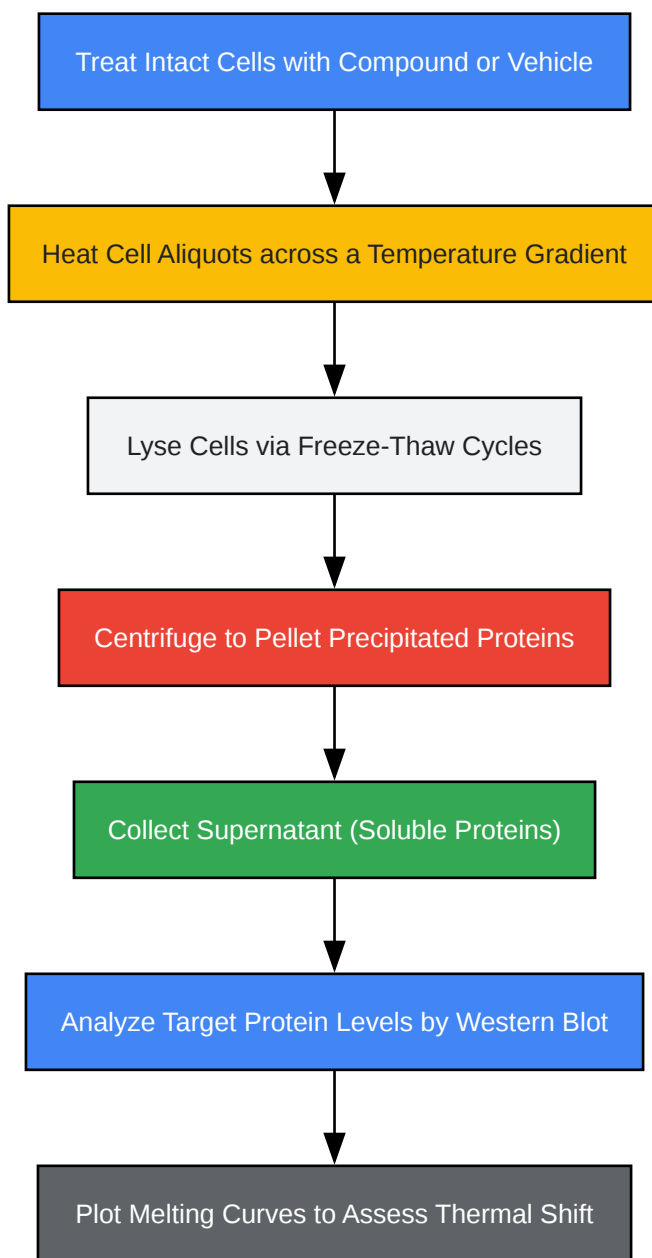 Treat Intact Cells with Compound or Vehicle
Heat Cell Aliquots across a Temperature Gradient
Lyse Cells via Freeze-Thaw Cycles
Centrifuge to Pellet Precipitated Proteins
Collect Supernatant (Soluble Proteins)
Analyze Target Protein Levels by Western Blot
Plot Melting Curves to Assess Thermal Shift